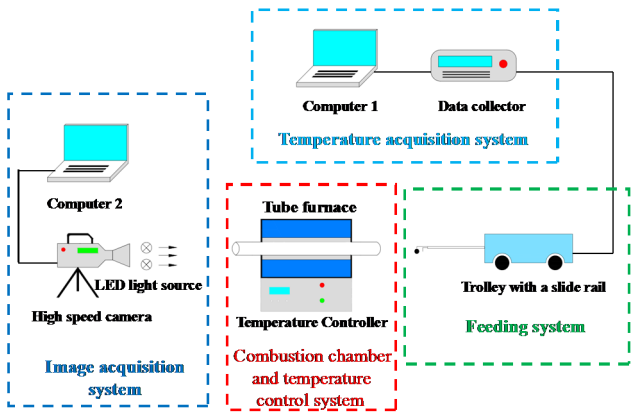 Computer 1
Data collector
Temperature acquisition system
Computer 2
LED light source
High speed camera
Image acquisition
system
Tube furnace
Temperature Controller
Combustion chamber
and temperature
control system
Trolley with a slide rail
Feeding system